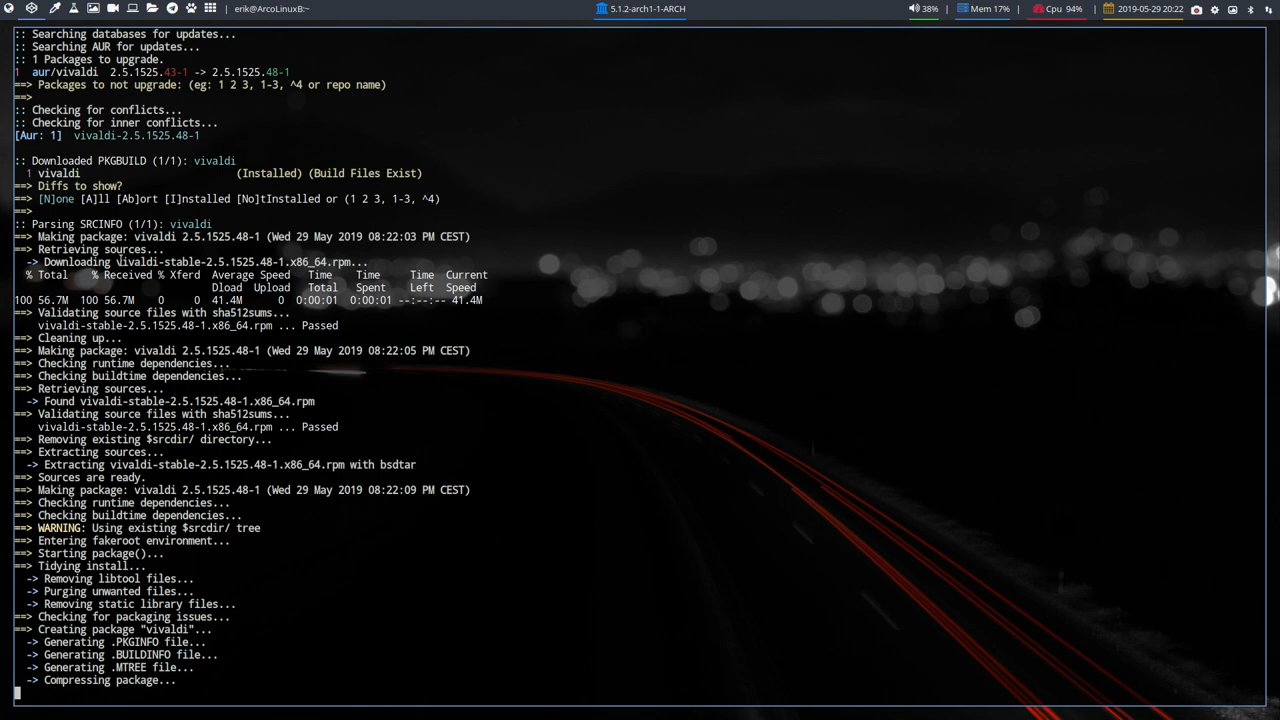 erik@ArcoLinuxB:~ 5.1.2-arch1-1-ARCH 38% | Mem 17% | Cpu 94% | 2019-05-29 20:22 |
:: Searching databases for updates...
:: Searching AUR for updates...
:: 1 Packages to upgrade.
1  aur/vivaldi  2.5.1525.43-1 -> 2.5.1525.48-1
==> Packages to not upgrade: (eg: 1 2 3, 1-3, ^4 or repo name)
==>
:: Checking for conflicts...
:: Checking for inner conflicts...
[Aur: 1]  vivaldi-2.5.1525.48-1
:: Downloaded PKGBUILD (1/1): vivaldi
  1 vivaldi                          (Installed) (Build Files Exist)
==> Diffs to show?
==> [N]one [A]ll [Ab]ort [I]nstalled [No]tInstalled or (1 2 3, 1-3, ^4)
==>
:: Parsing SRCINFO (1/1): vivaldi
==> Making package: vivaldi 2.5.1525.48-1 (Wed 29 May 2019 08:22:03 PM CEST)
==> Retrieving sources...
  -> Downloading vivaldi-stable-2.5.1525.48-1.x86_64.rpm...
  % Total    % Received % Xferd  Average Speed   Time    Time     Time  Current
                                 Dload  Upload   Total   Spent    Left  Speed
100 56.7M  100 56.7M    0     0  41.4M      0  0:00:01  0:00:01 --:--:-- 41.4M
==> Validating source files with sha512sums...
    vivaldi-stable-2.5.1525.48-1.x86_64.rpm ... Passed
==> Cleaning up...
==> Making package: vivaldi 2.5.1525.48-1 (Wed 29 May 2019 08:22:05 PM CEST)
==> Checking runtime dependencies...
==> Checking buildtime dependencies...
==> Retrieving sources...
  -> Found vivaldi-stable-2.5.1525.48-1.x86_64.rpm
==> Validating source files with sha512sums...
    vivaldi-stable-2.5.1525.48-1.x86_64.rpm ... Passed
==> Removing existing $srcdir/ directory...
==> Extracting sources...
  -> Extracting vivaldi-stable-2.5.1525.48-1.x86_64.rpm with bsdtar
==> Sources are ready.
==> Making package: vivaldi 2.5.1525.48-1 (Wed 29 May 2019 08:22:09 PM CEST)
==> Checking runtime dependencies...
==> Checking buildtime dependencies...
==> WARNING: Using existing $srcdir/ tree
==> Entering fakeroot environment...
==> Starting package()...
==> Tidying install...
  -> Removing libtool files...
  -> Purging unwanted files...
  -> Removing static library files...
==> Checking for packaging issues...
==> Creating package "vivaldi"...
  -> Generating .PKGINFO file...
  -> Generating .BUILDINFO file...
  -> Generating .MTREE file...
  -> Compressing package...